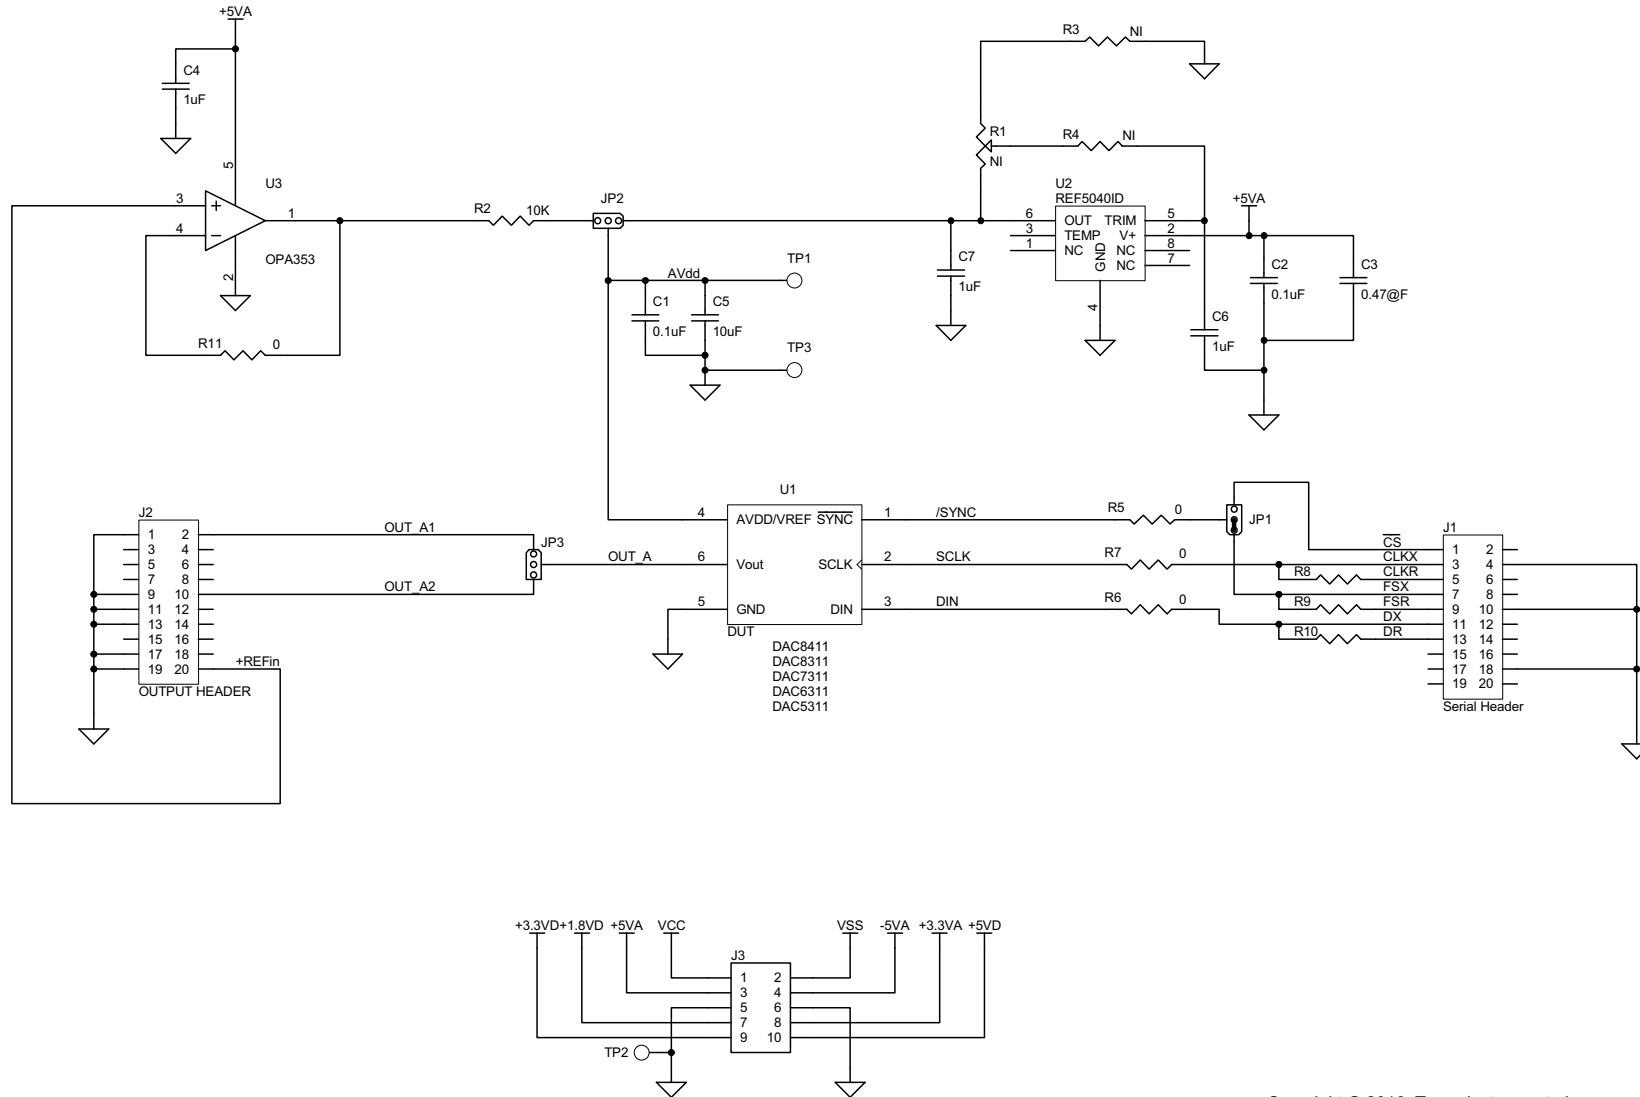 +5VA
C4
1uF
5
U3
3
+
1
4
−
2
OPA353
R11 0
R2 10K
JP2
AVdd
TP1
C1
0.1uF
C5
10uF
TP3
R3 NI
R1
NI
R4 NI
U2
REF5040ID
6 OUT TRIM 5
3 TEMP V+ 2
1 NC NC 8
NC 7
GND
4
C7
1uF
+5VA
C2
0.1uF
C3
0.47@F
C6
1uF
J2
1 2
3 4
5 6
7 8
9 10
11 12
13 14
15 16
17 18
19 20
OUTPUT HEADER
OUT_A1
OUT_A2
+REFin
JP3
OUT_A
U1
4 AVDD/VREF SYNC 1
6 Vout SCLK 2
5 GND DIN 3
DUT
DAC8411
DAC8311
DAC7311
DAC6311
DAC5311
/SYNC
SCLK
DIN
R5 0
R7 0
R6 0
JP1
R8
R9
R10
CS
CLKX
CLKR
FSX
FSR
DX
DR
J1
1 2
3 4
5 6
7 8
9 10
11 12
13 14
15 16
17 18
19 20
Serial Header
+3.3VD +1.8VD +5VA VCC
VSS -5VA +3.3VA +5VD
J3
1 2
3 4
5 6
7 8
9 10
TP2